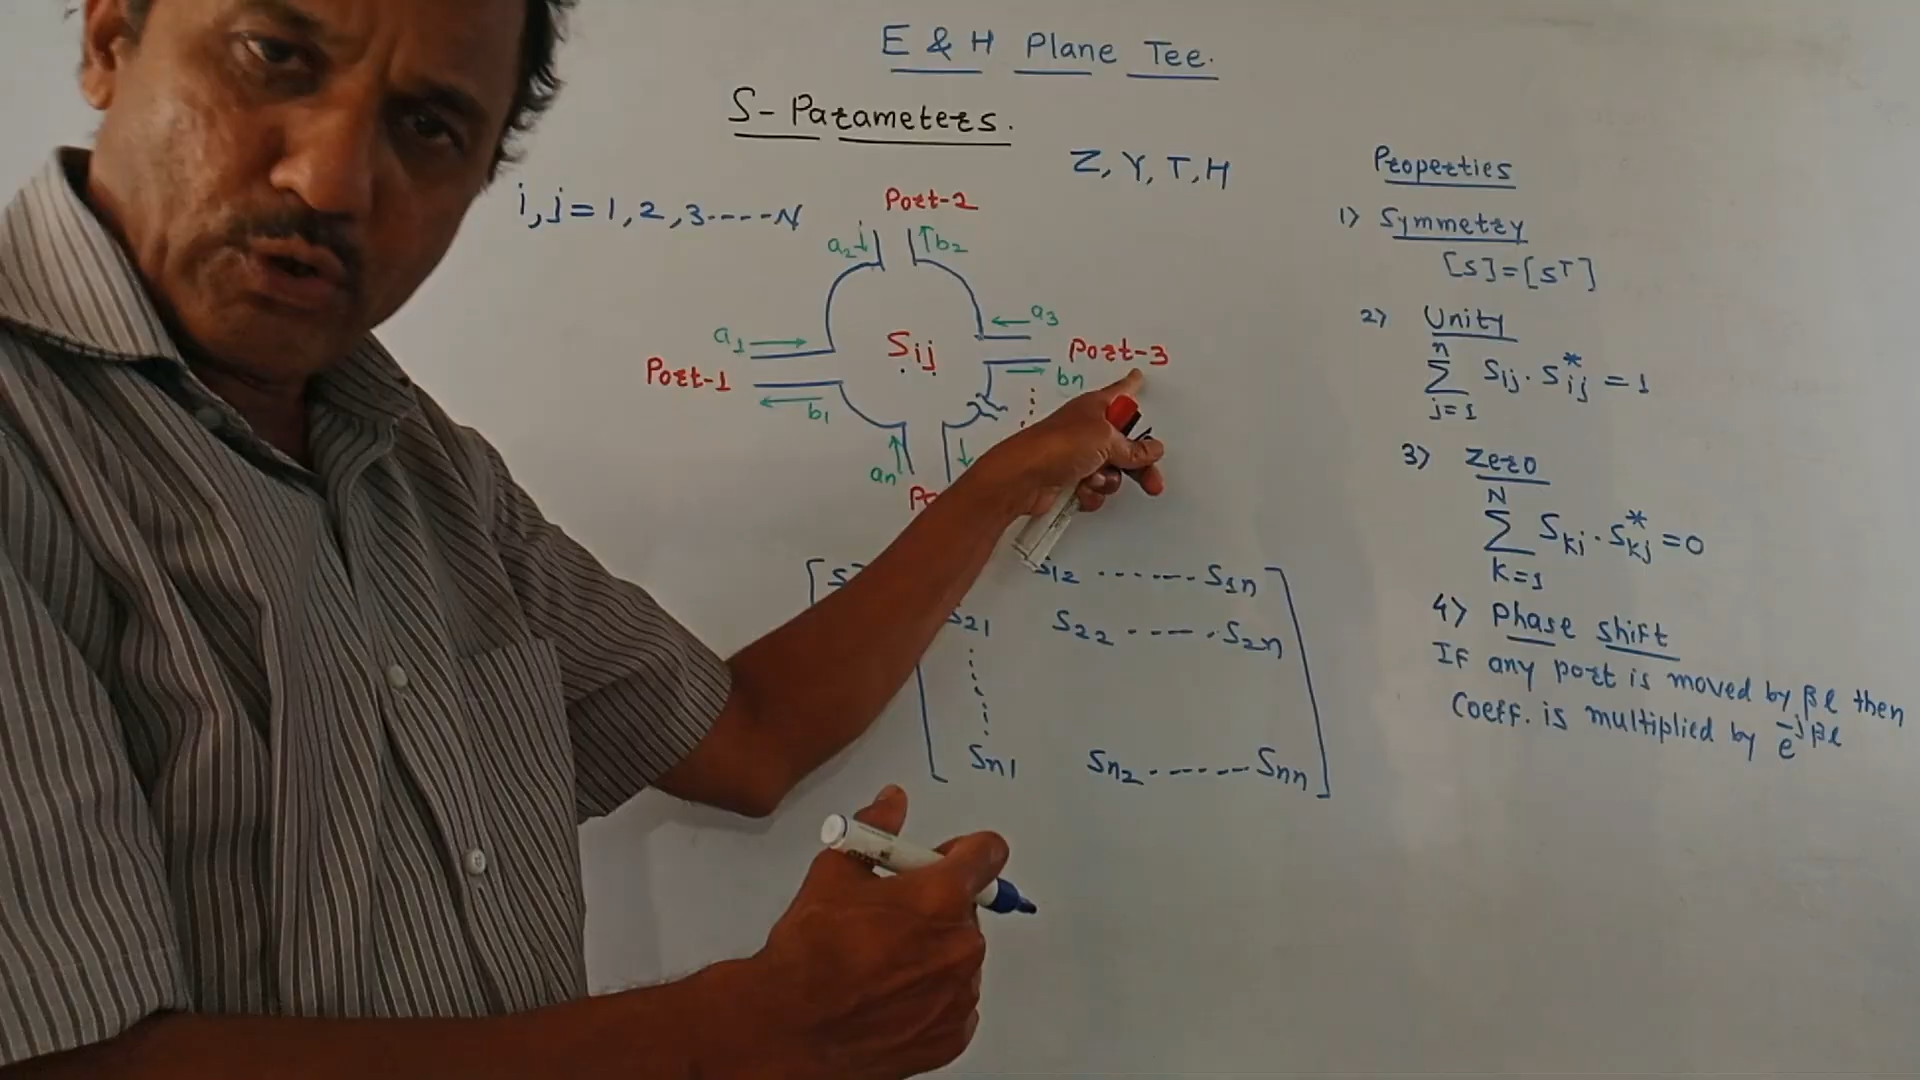 E & H Plane Tee.
S-Parameters.
Z, Y, T, H
i, j = 1, 2, 3----N
Port-2
a2 b2
a3
a1
Sij
Port-3
Port-1
bn
b1
an
[S] S12 ------- S1n
S21 S22 ------ S2n
Sn1 Sn2 ------ Snn
Properties
1) Symmetry
[S]=[S^T]
2) Unity
n
∑ Sij . Sij* = 1
j=1
3) Zero
N
∑ Ski . Skj* = 0
K=1
4) Phase Shift
If any port is moved by βl then
Coeff. is multiplied by e^-jβl